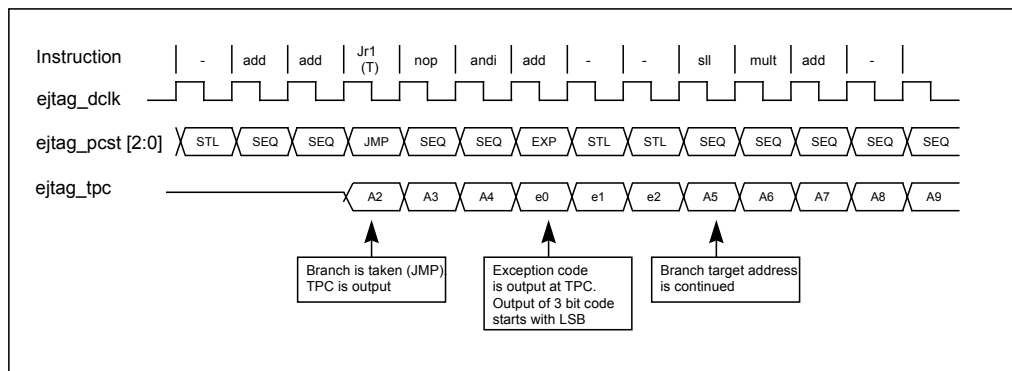 Instruction - add add Jr1 (T) nop andi add - - sll mult add -
ejtag_dclk
ejtag_pcst [2:0] STL SEQ SEQ JMP SEQ SEQ EXP STL STL SEQ SEQ SEQ SEQ SEQ
ejtag_tpc A2 A3 A4 e0 e1 e2 A5 A6 A7 A8 A9
Branch is taken (JMP).
TPC is output
Exception code
is output at TPC.
Output of 3 bit code
starts with LSB
Branch target address
is continued